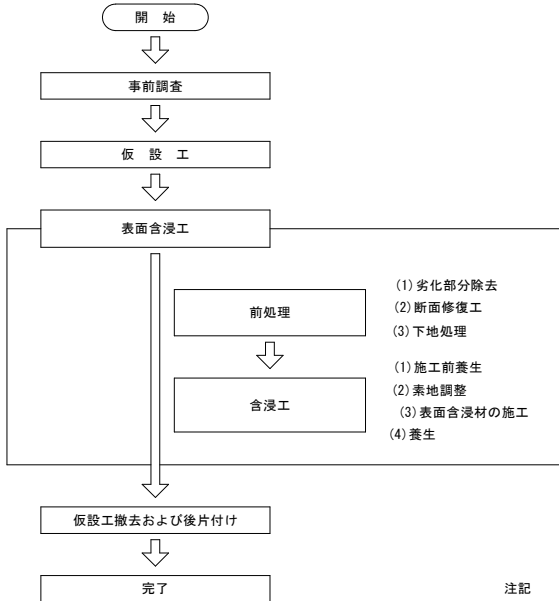 開　始
事前調査
仮　設　工
表面含浸工
前処理
(1)劣化部分除去
(2)断面修復工
(3)下地処理
含浸工
(1)施工前養生
(2)素地調整
(3)表面含浸材の施工
(4)養生
仮設工撤去および後片付け
完了
注記